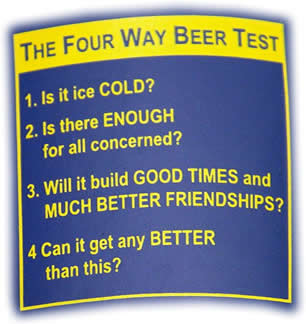 THE FOUR WAY BEER TEST
1. Is it ice COLD?
2. Is there ENOUGH
for all concerned?
3. Will it build GOOD TIMES and
MUCH BETTER FRIENDSHIPS?
4 Can it get any BETTER
than this?